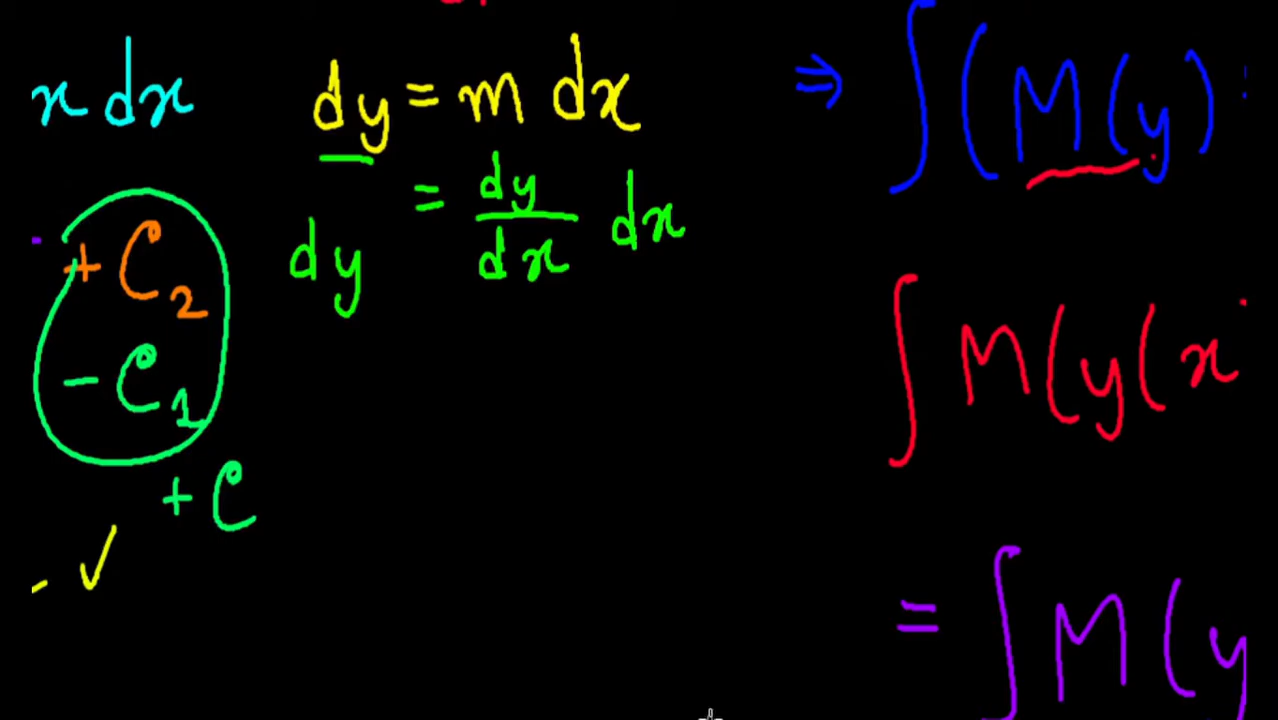 x dx
+ C₂
- C₁
+ C
dy = m dx
dy = dy/dx dx
⇒ ∫ (M(y)
∫ M(y(x
= ∫ M(y